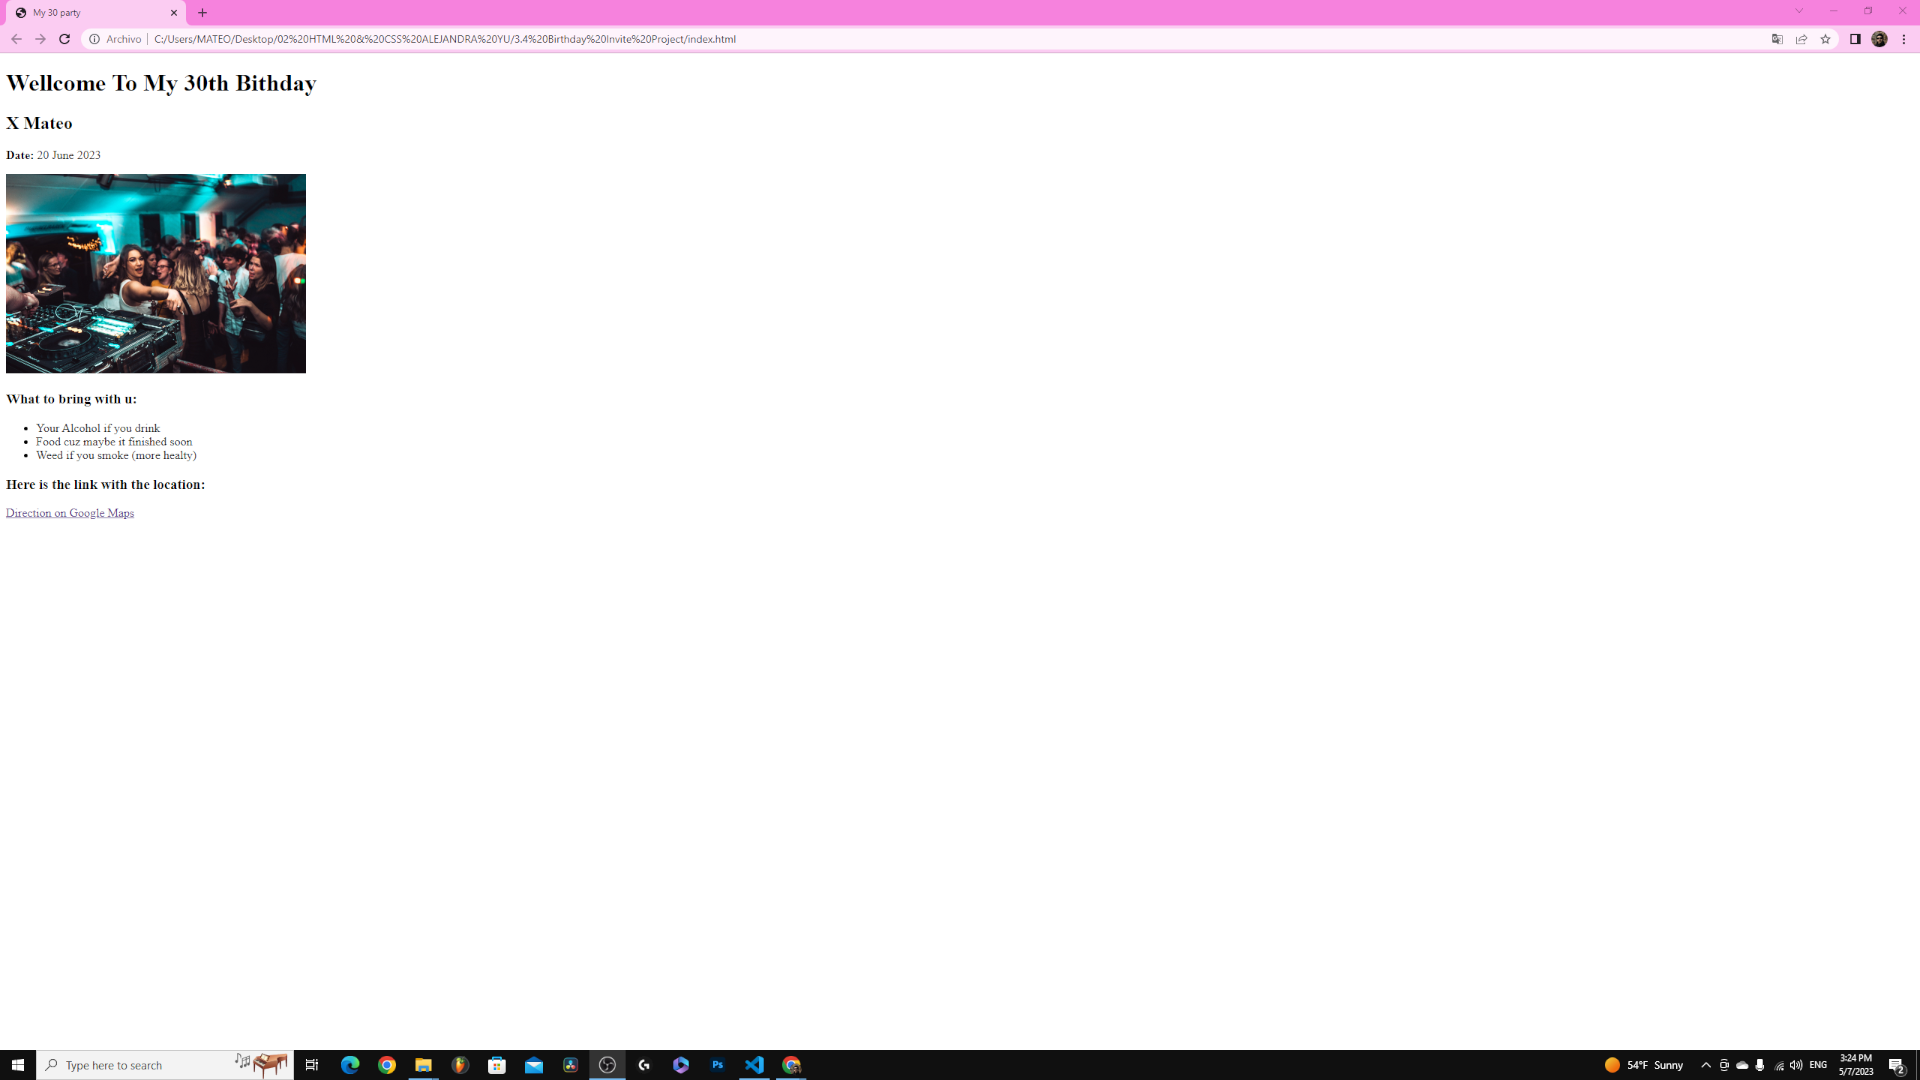 My 30 party
Archivo C:/Users/MATEO/Desktop/02%20HTML%20&%20CSS%20ALEJANDRA%20YU/3.4%20Birthday%20Invite%20Project/index.html
Wellcome To My 30th Bithday
X Mateo
Date: 20 June 2023
What to bring with u:
Your Alcohol if you drink
Food cuz maybe it finished soon
Weed if you smoke (more healty)
Here is the link with the location:
Direction on Google Maps
Type here to search
Ps
54°F Sunny
ENG
3:24 PM
5/7/2023
2